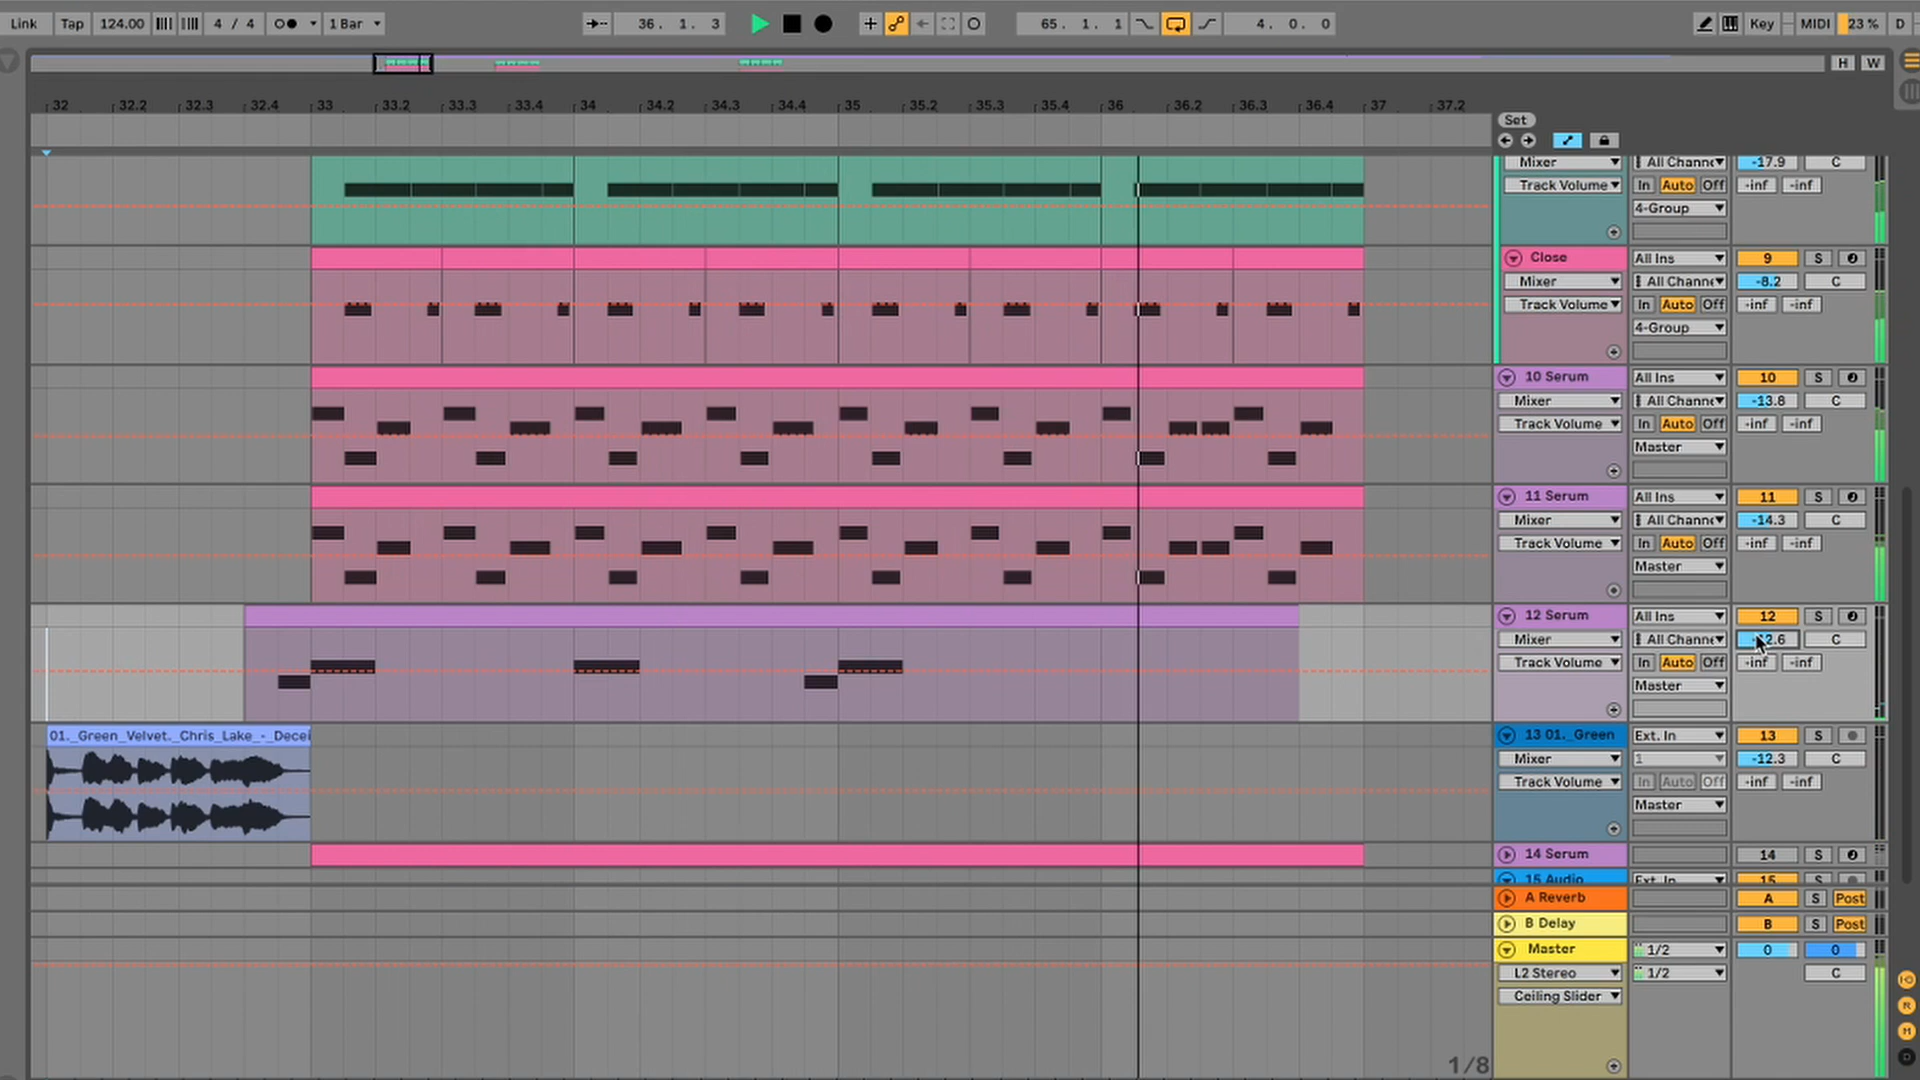 Link Tap 124.00 4 / 4 1 Bar 36. 1. 3 65. 1. 1 4. 0. 0 Key MIDI 23 % D
H W
32 32.2 32.3 32.4 33 33.2 33.3 33.4 34 34.2 34.3 34.4 35 35.2 35.3 35.4 36 36.2 36.3 36.4 37 37.2
Set
Mixer All Channe -17.9 C
Track Volume In Auto Off -inf -inf
4-Group
Close All Ins 9 S
Mixer All Channe -8.2 C
Track Volume In Auto Off -inf -inf
4-Group
10 Serum All Ins 10 S
Mixer All Channe -13.8 C
Track Volume In Auto Off -inf -inf
Master
11 Serum All Ins 11 S
Mixer All Channe -14.3 C
Track Volume In Auto Off -inf -inf
Master
12 Serum All Ins 12 S
Mixer All Channe C
Track Volume In Auto Off -inf -inf
Master
01._Green_Velvet._Chris_Lake_-_Decei 13 01._Green Ext. In 13 S
Mixer 1 -12.3 C
Track Volume In Auto Off -inf -inf
Master
14 Serum 14 S
15 Audio Ext. In 15 S
A Reverb A S Post
B Delay B S Post
Master 1/2 0 0
L2 Stereo 1/2 C
Ceiling Slider
R
M
D
1/8